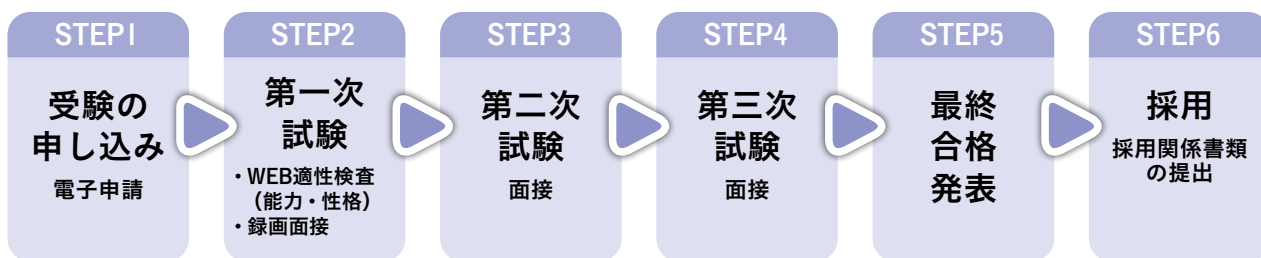 STEP1
受験の
申し込み
電子申請
STEP2
第一次
試験
・WEB適性検査
（能力・性格）
・録画面接
STEP3
第二次
試験
面接
STEP4
第三次
試験
面接
STEP5
最終
合格
発表
STEP6
採用
採用関係書類
の提出